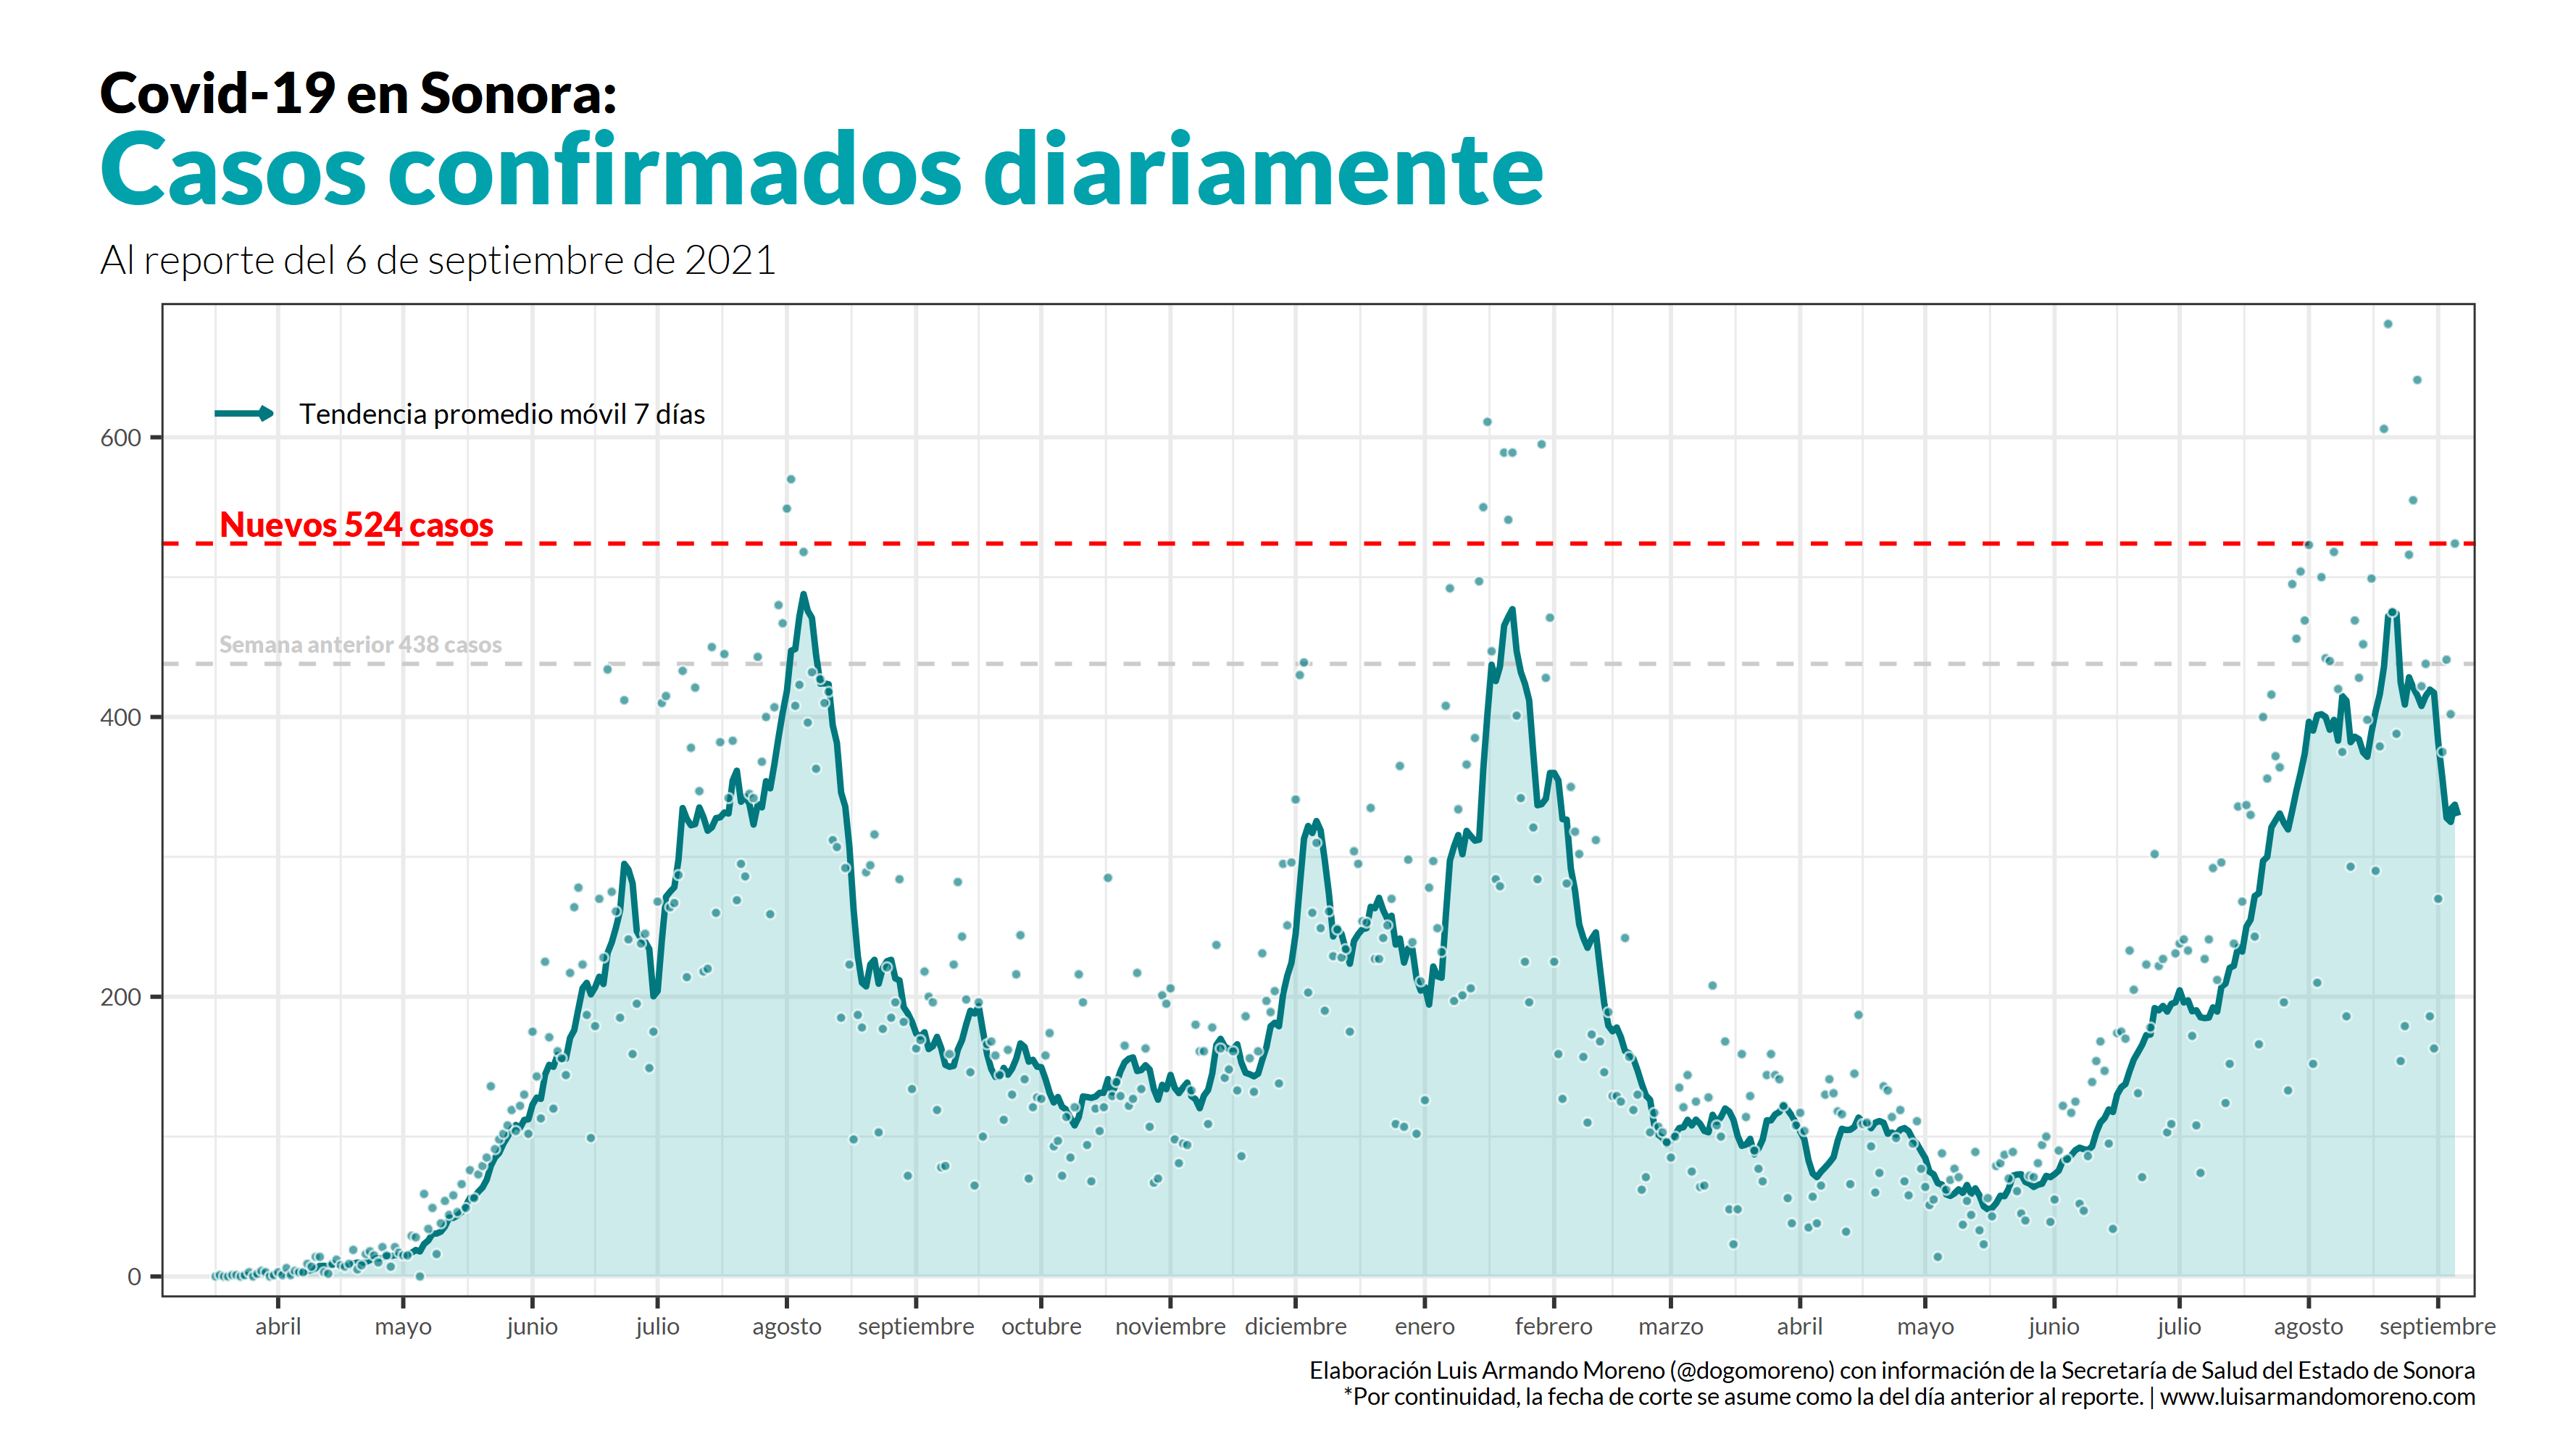 Covid-19 en Sonora:
Casos confirmados diariamente
Al reporte del 6 de septiembre de 2021
Tendencia promedio móvil 7 días
600
Nuevos 524 casos
Semana anterior 438 casos
400
200
0
abril mayo junio julio agosto septiembre octubre noviembre diciembre enero febrero marzo abril mayo junio julio agosto septiembre
Elaboración Luis Armando Moreno (@dogomoreno) con información de la Secretaría de Salud del Estado de Sonora
*Por continuidad, la fecha de corte se asume como la del día anterior al reporte. | www.luisarmandomoreno.com